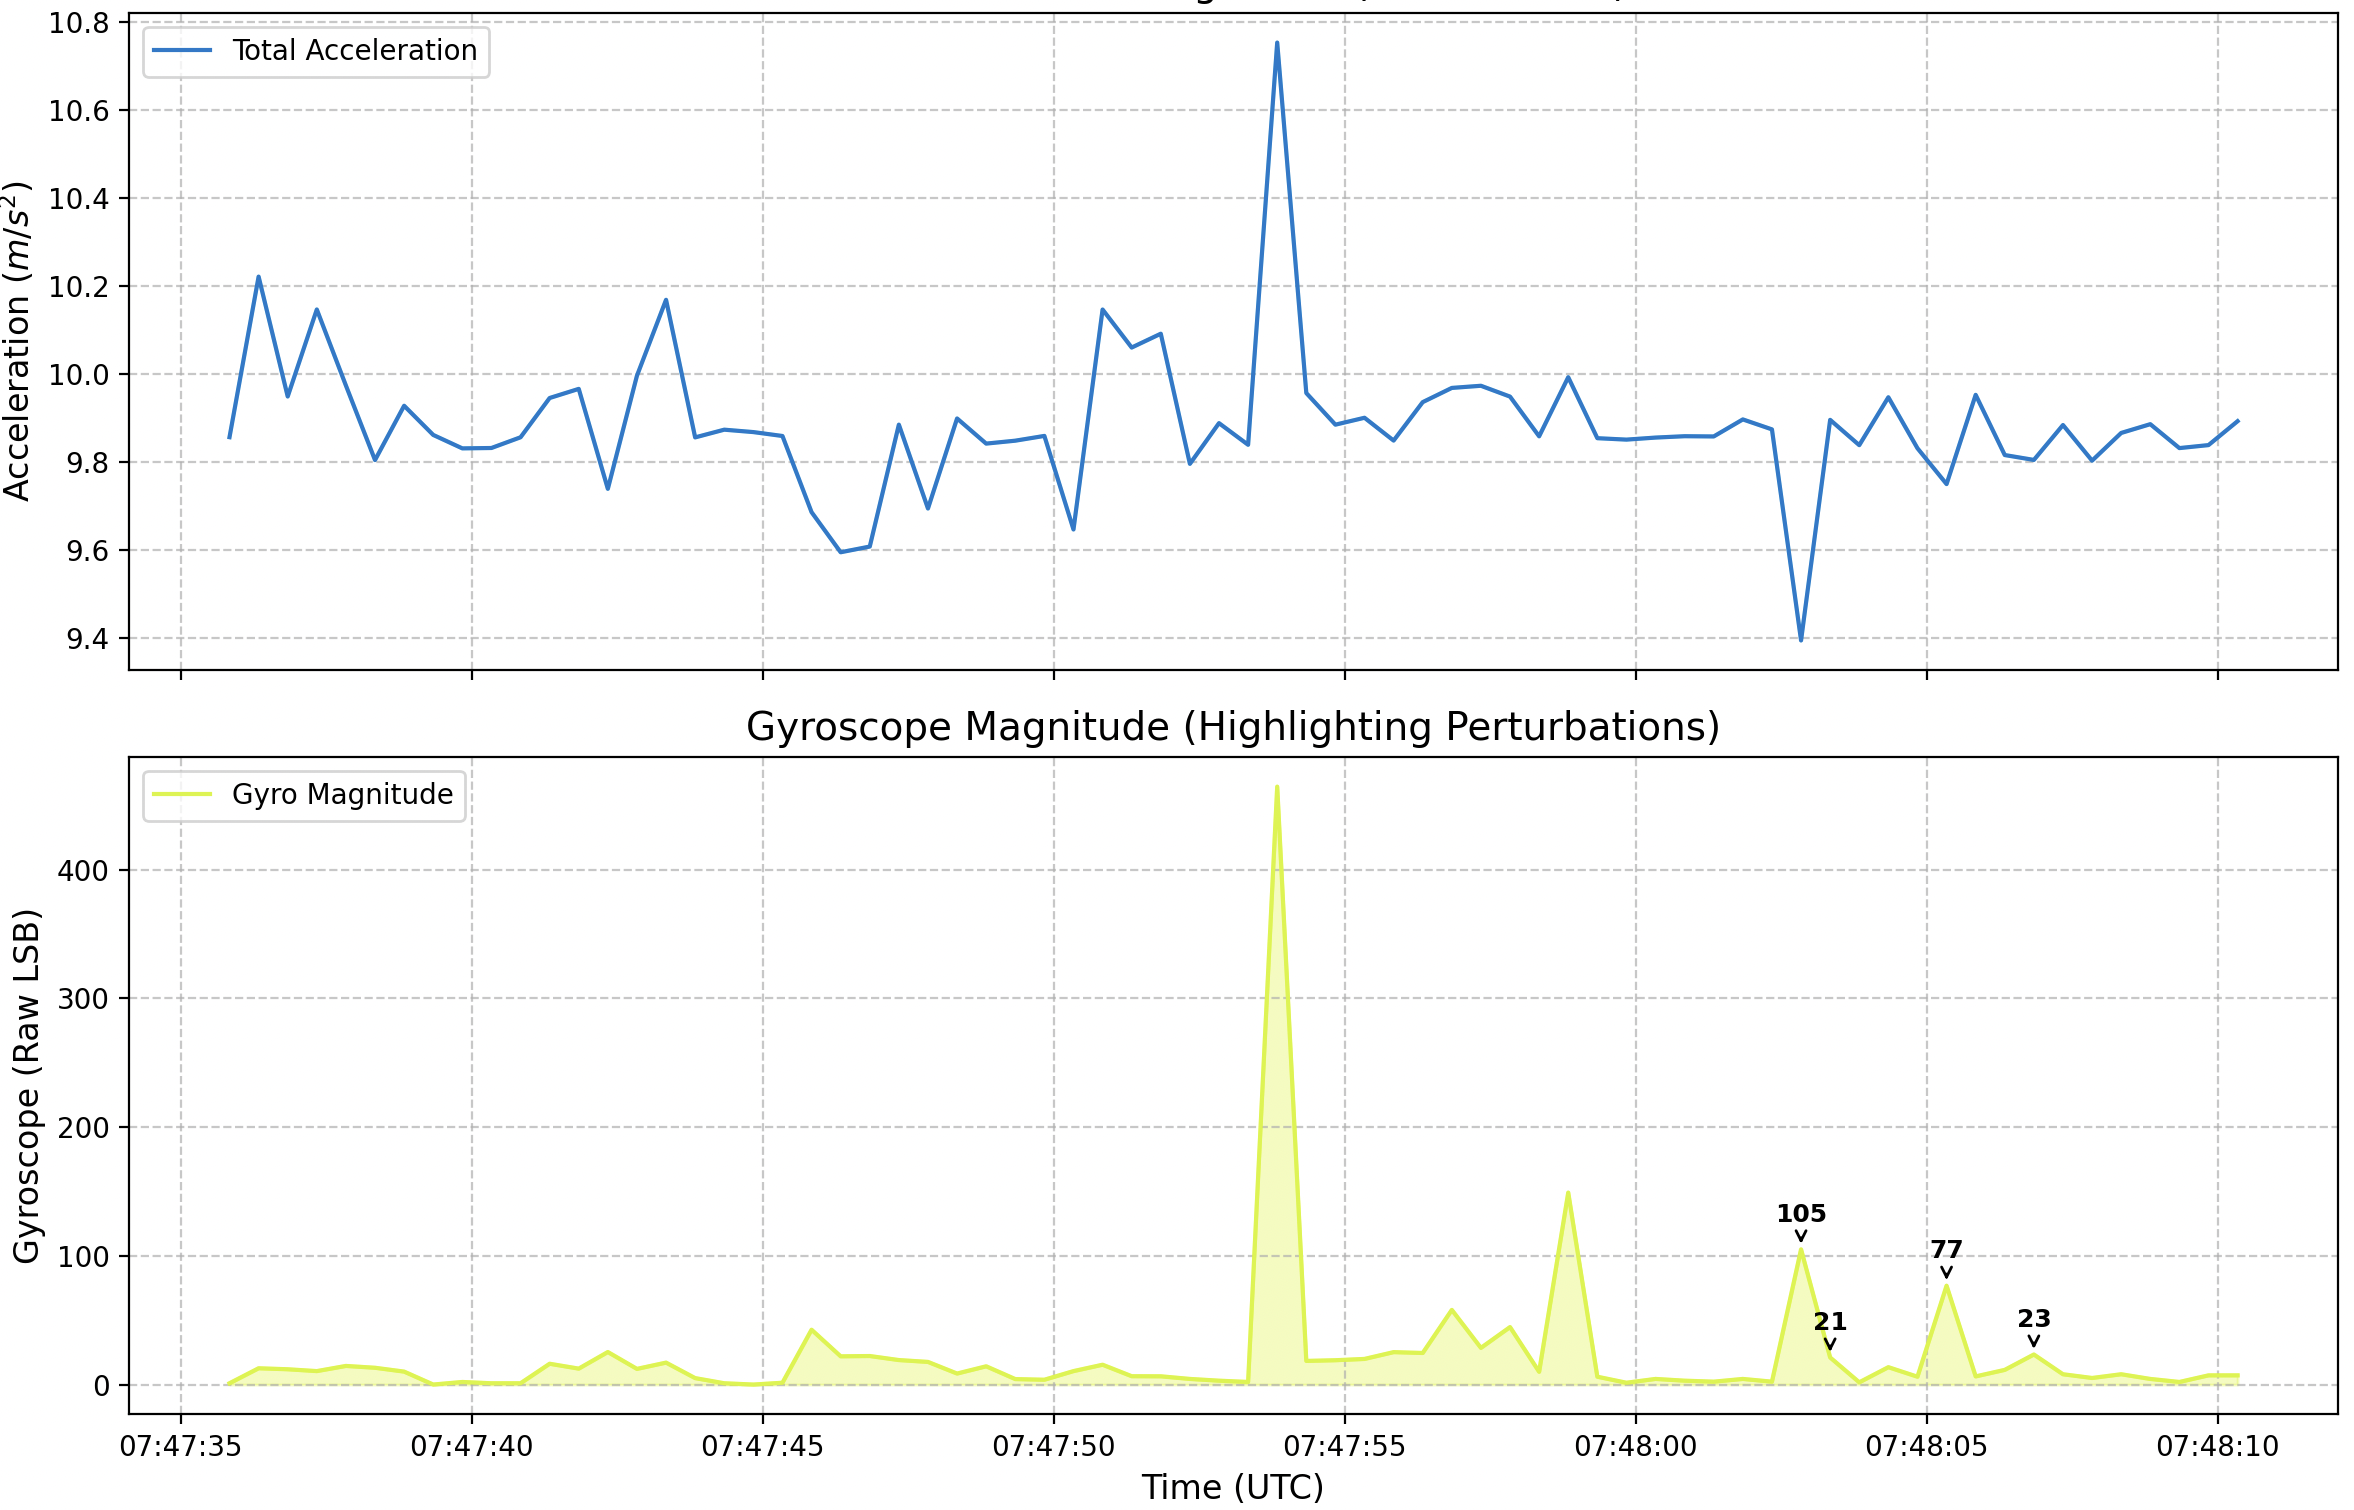 Total Acceleration
10.8
10.6
10.4
10.2
10.0
9.8
9.6
9.4
Acceleration (m/s²)
Gyroscope Magnitude (Highlighting Perturbations)
Gyro Magnitude
400
300
200
100
0
Gyroscope (Raw LSB)
105
21
77
23
07:47:35 07:47:40 07:47:45 07:47:50 07:47:55 07:48:00 07:48:05 07:48:10
Time (UTC)